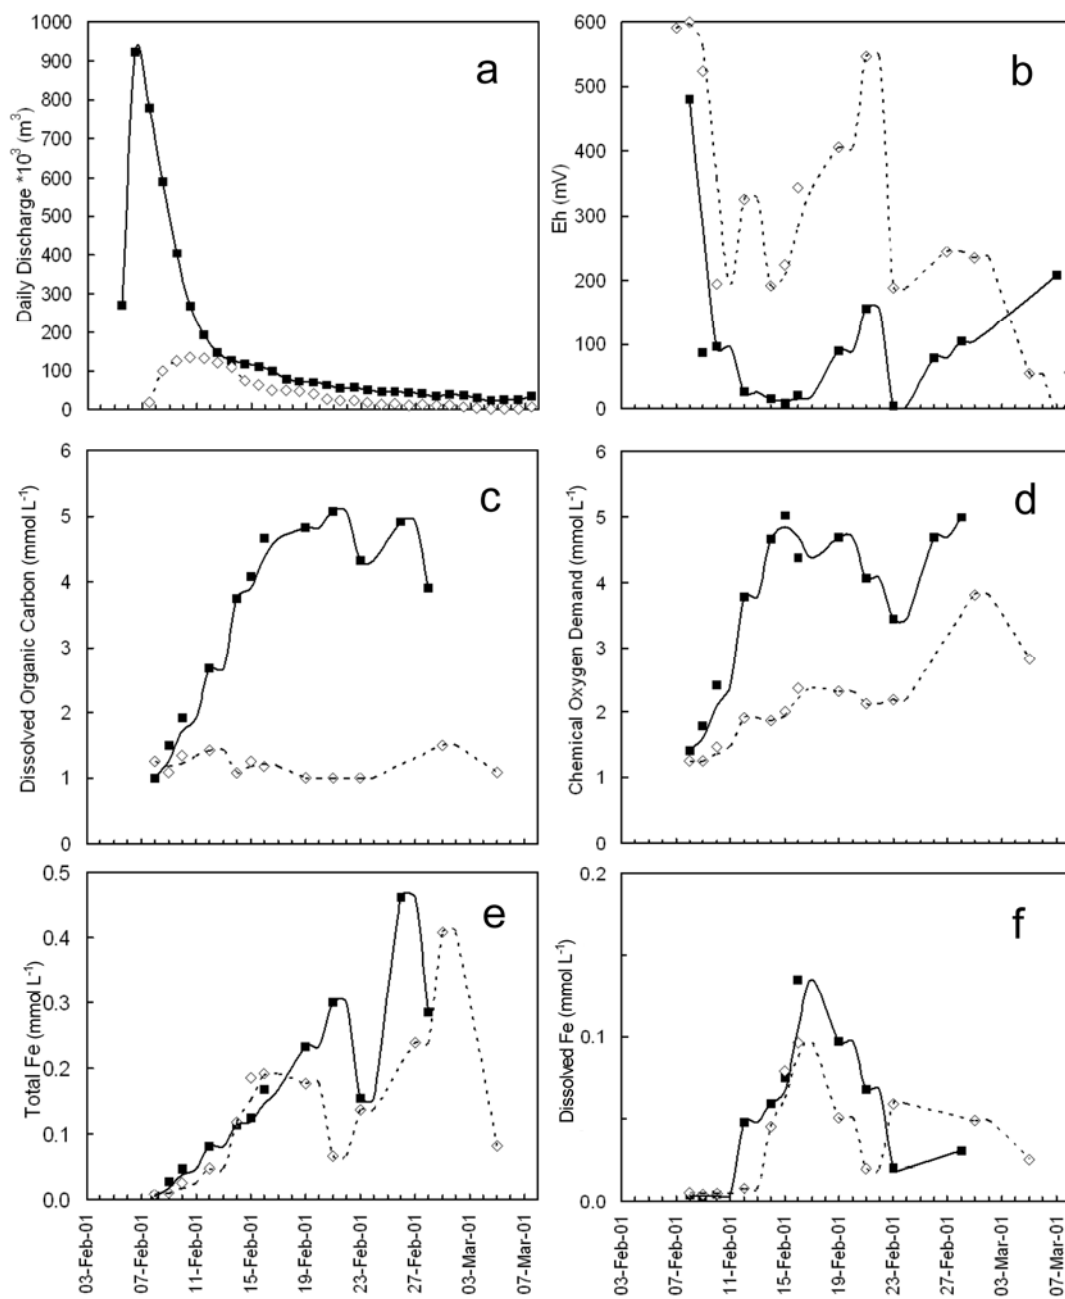 1000
900
800
700
600
500
400
300
200
100
0
Daily Discharge *10³ (m³)
a
600
500
400
300
200
100
0
Eh (mV)
b
6
5
4
3
2
1
0
Dissolved Organic Carbon (mmol L⁻¹)
c
6
5
4
3
2
1
0
Chemical Oxygen Demand (mmol L⁻¹)
d
0.5
0.4
0.3
0.2
0.1
0.0
Total Fe (mmol L⁻¹)
e
0.2
0.1
0.0
Dissolved Fe (mmol L⁻¹)
f
03-Feb-01
07-Feb-01
11-Feb-01
15-Feb-01
19-Feb-01
23-Feb-01
27-Feb-01
03-Mar-01
07-Mar-01
03-Feb-01
07-Feb-01
11-Feb-01
15-Feb-01
19-Feb-01
23-Feb-01
27-Feb-01
03-Mar-01
07-Mar-01